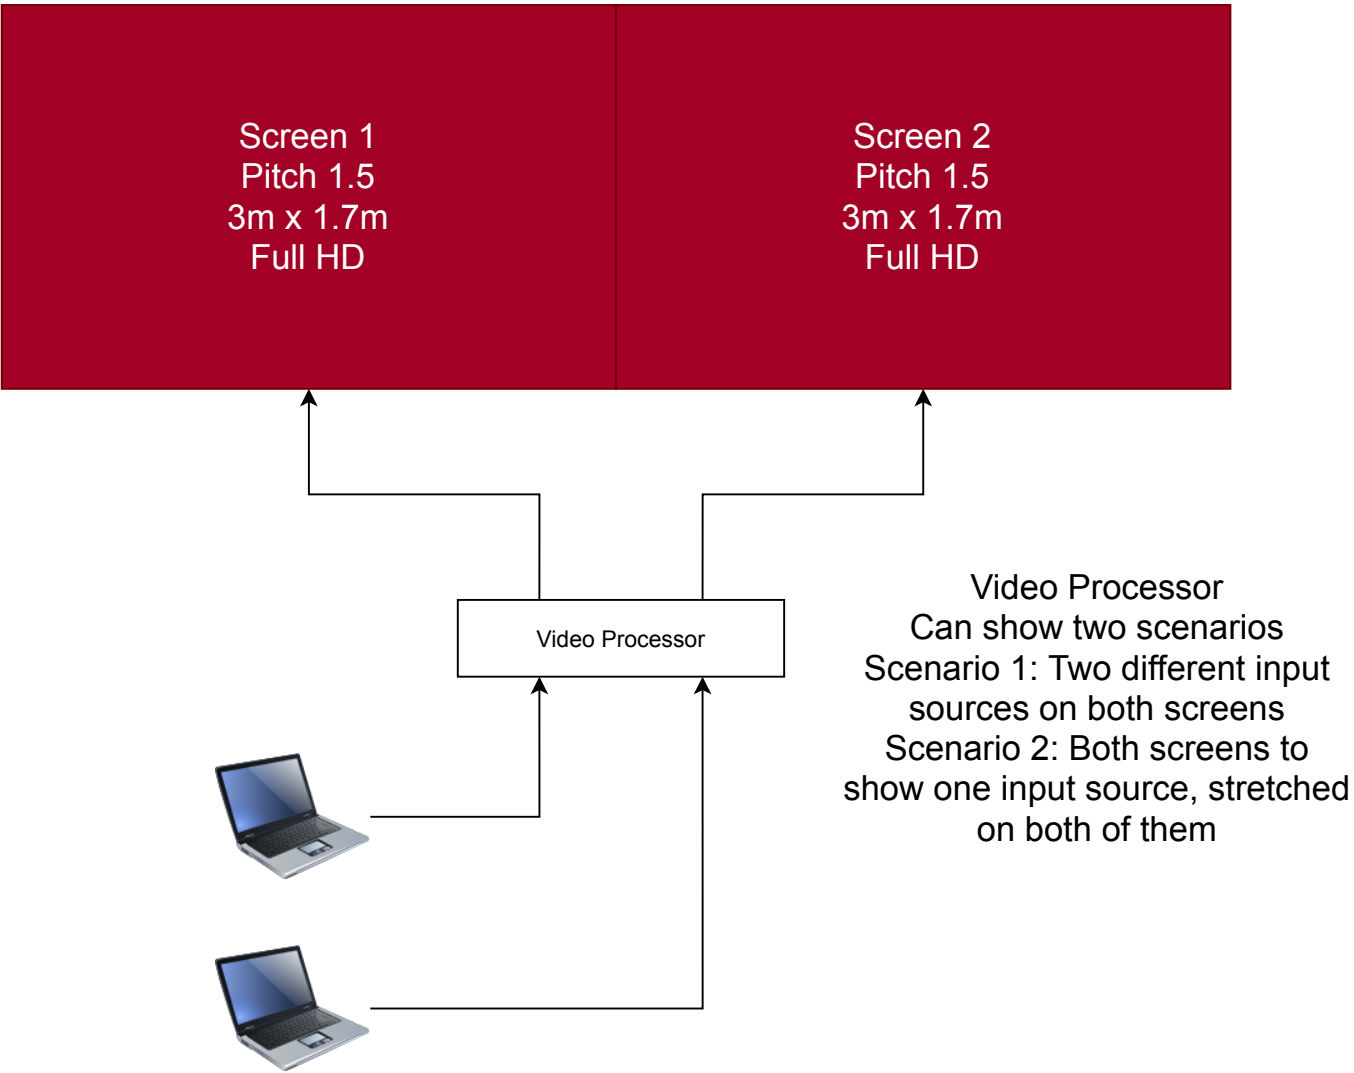 Screen 1
Pitch 1.5
3m x 1.7m
Full HD
Screen 2
Pitch 1.5
3m x 1.7m
Full HD
Video Processor
Video Processor
Can show two scenarios
Scenario 1: Two different input
sources on both screens
Scenario 2: Both screens to
show one input source, stretched
on both of them